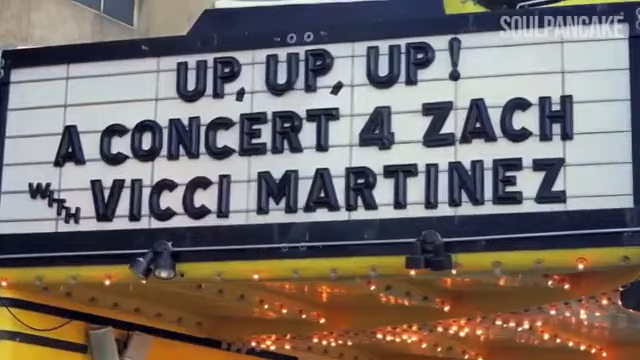 SOULPANCAKE
UP, UP, UP!
A CONCERT 4 ZACH
WITH VICCI MARTINEZ